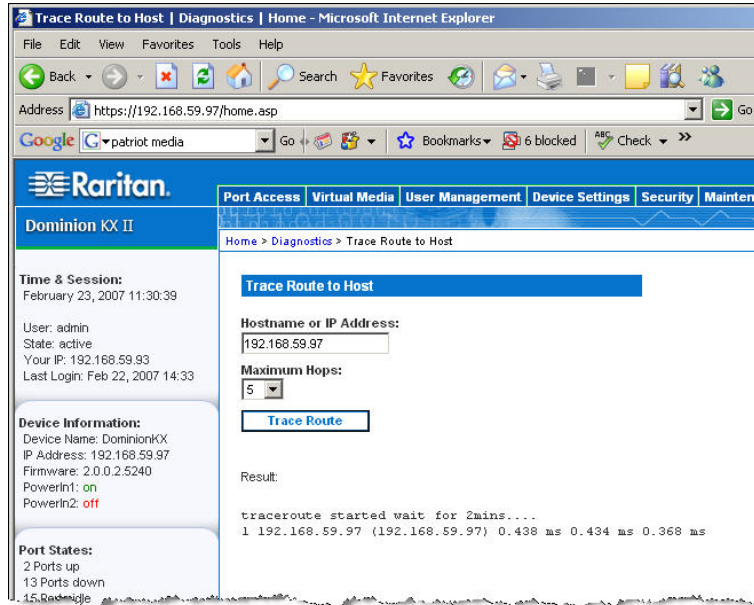 Trace Route to Host | Diagnostics | Home - Microsoft Internet Explorer
File Edit View Favorites Tools Help
Back Search Favorites
Address https://192.168.59.97/home.asp Go
Google G patriot media Go Bookmarks 6 blocked ABC Check »
Raritan.
Port Access Virtual Media User Management Device Settings Security Mainten
Dominion KX II
Home > Diagnostics > Trace Route to Host
Time & Session:
February 23, 2007 11:30:39
User: admin
State: active
Your IP: 192.168.59.93
Last Login: Feb 22, 2007 14:33
Device Information:
Device Name: DominionKX
IP Address: 192.168.59.97
Firmware: 2.0.0.2.5240
PowerIn1: on
PowerIn2: off
Port States:
2 Ports up
13 Ports down
Trace Route to Host
Hostname or IP Address:
192.168.59.97
Maximum Hops:
5
Trace Route
Result:
traceroute started wait for 2mins....
1 192.168.59.97 (192.168.59.97) 0.438 ms 0.434 ms 0.368 ms